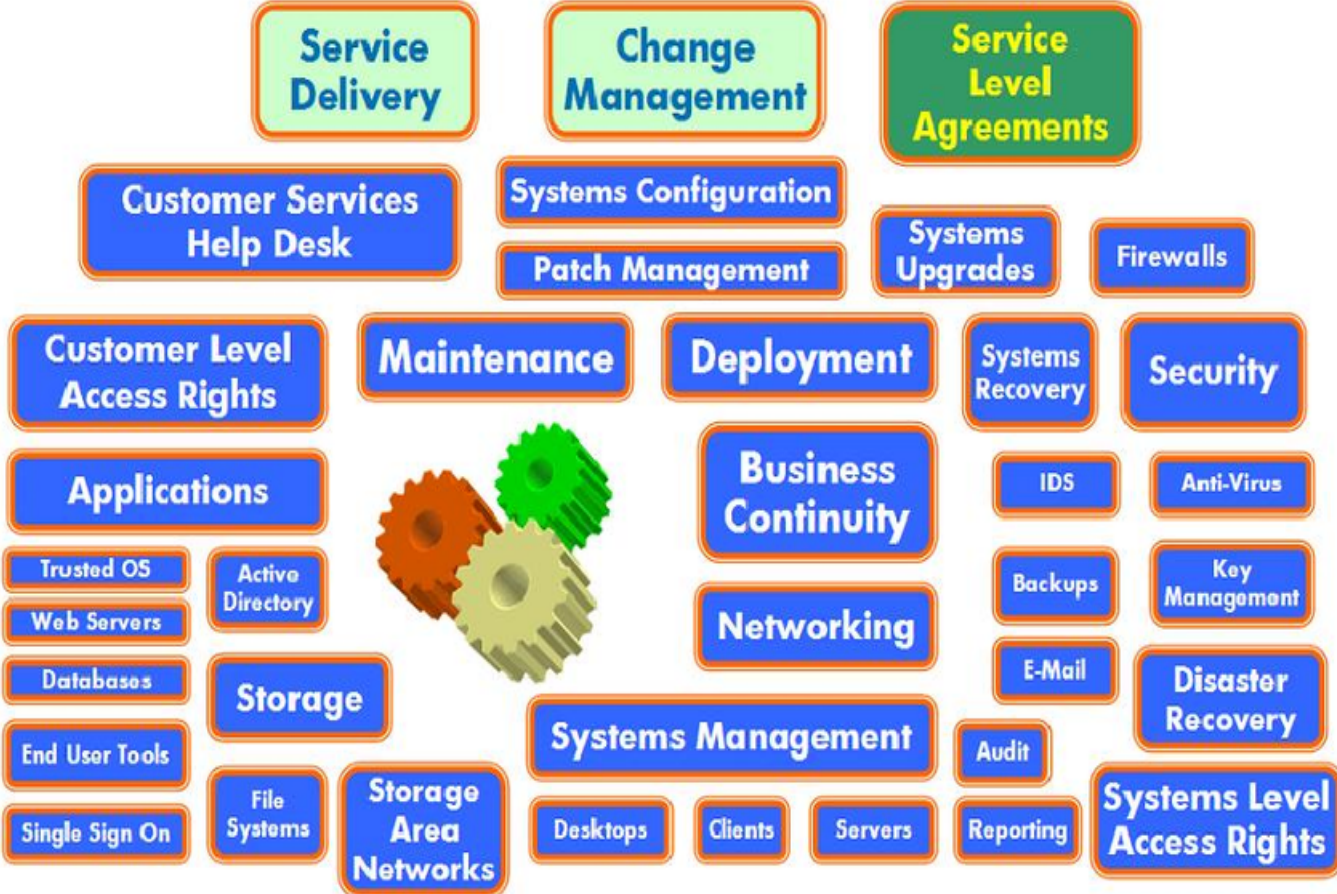 Service
Delivery
Change
Management
Service
Level
Agreements
Customer Services
Help Desk
Systems Configuration
Patch Management
Systems
Upgrades
Firewalls
Customer Level
Access Rights
Maintenance
Deployment
Systems
Recovery
Security
Applications
Business
Continuity
IDS
Anti-Virus
Trusted OS
Active
Directory
Web Servers
Backups
Key
Management
Networking
Databases
Storage
E-Mail
Disaster
Recovery
End User Tools
Systems Management
Audit
File
Systems
Storage
Area
Networks
Single Sign On
Desktops
Clients
Servers
Reporting
Systems Level
Access Rights